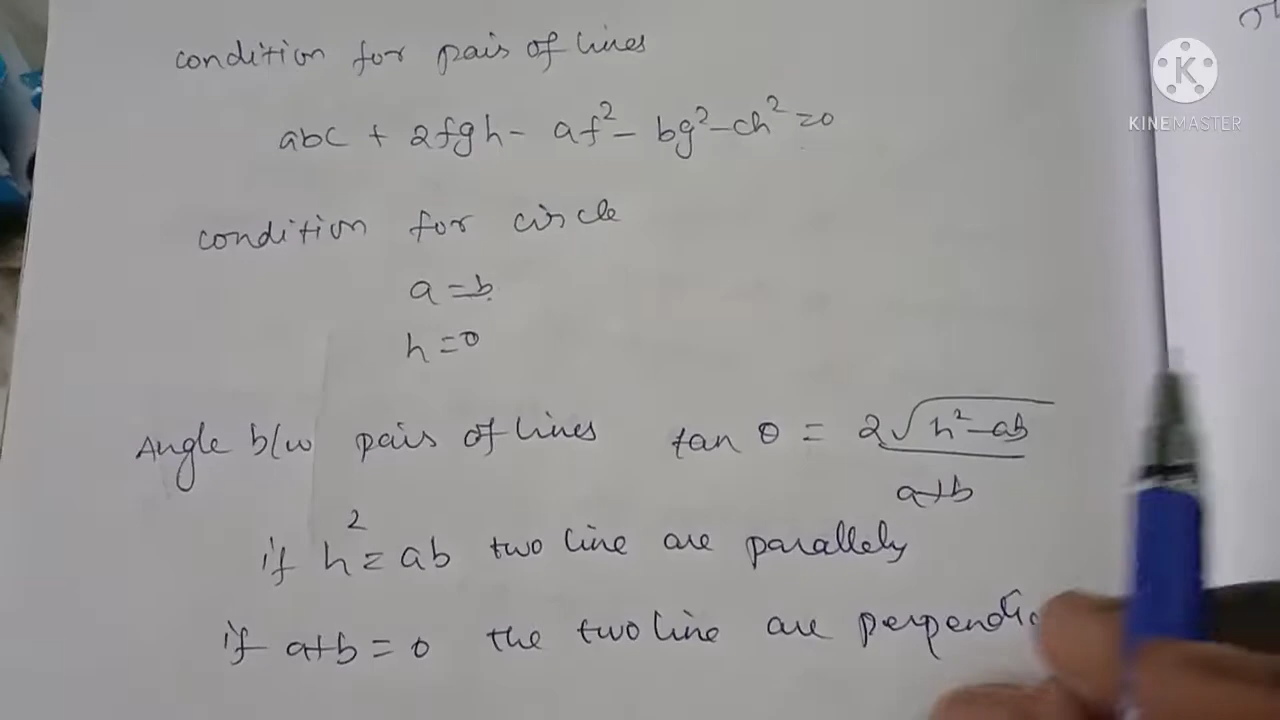 condition for pair of lines
K
KINEMASTER
abc + 2fgh - af² - bg² - ch² = 0
condition for circle
a = b.
h = 0
Angle b/w pair of lines tan θ = 2√(h² - ab) / a+b
if h² = ab two line are parallely
if a+b = 0 the two line are perpendic